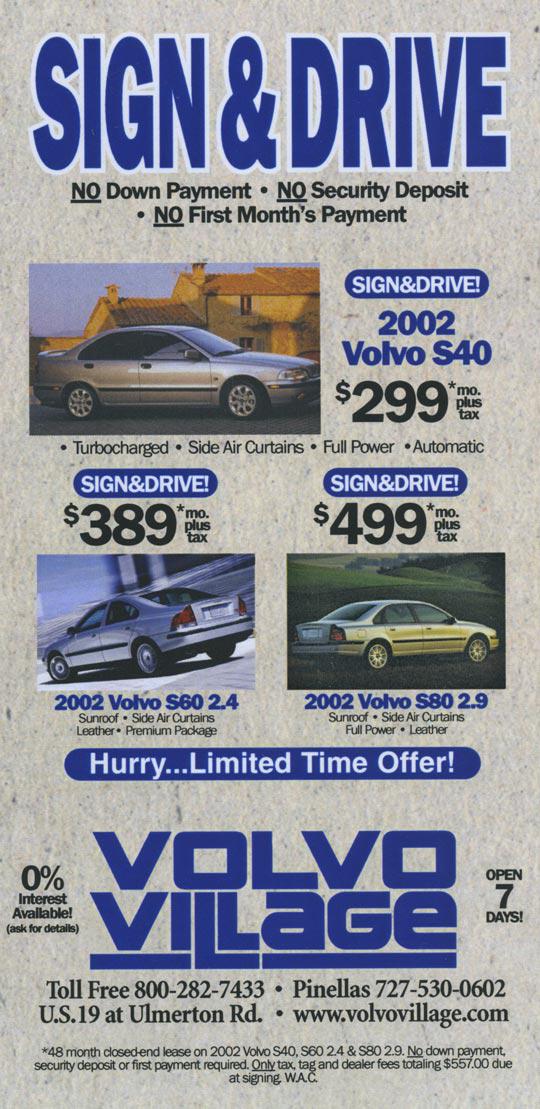 SIGN & DRIVE
NO Down Payment • NO Security Deposit
• NO First Month's Payment
SIGN&DRIVE!
2002
Volvo S40
$299* mo. plus tax
• Turbocharged • Side Air Curtains • Full Power • Automatic
SIGN&DRIVE!
$389* mo. plus tax
2002 Volvo S60 2.4
Sunroof • Side Air Curtains
Leather • Premium Package
SIGN&DRIVE!
$499* mo. plus tax
2002 Volvo S80 2.9
Sunroof • Side Air Curtains
Full Power • Leather
Hurry...Limited Time Offer!
0%
Interest
Available!
(ask for details)
VOLVO
VILLAGE
OPEN
7
DAYS!
Toll Free 800-282-7433 • Pinellas 727-530-0602
U.S.19 at Ulmerton Rd. • www.volvovillage.com
*48 month closed-end lease on 2002 Volvo S40, S60 2.4 & S80 2.9. No down payment,
security deposit or first payment required. Only tax, tag and dealer fees totaling $557.00 due
at signing. W.A.C.